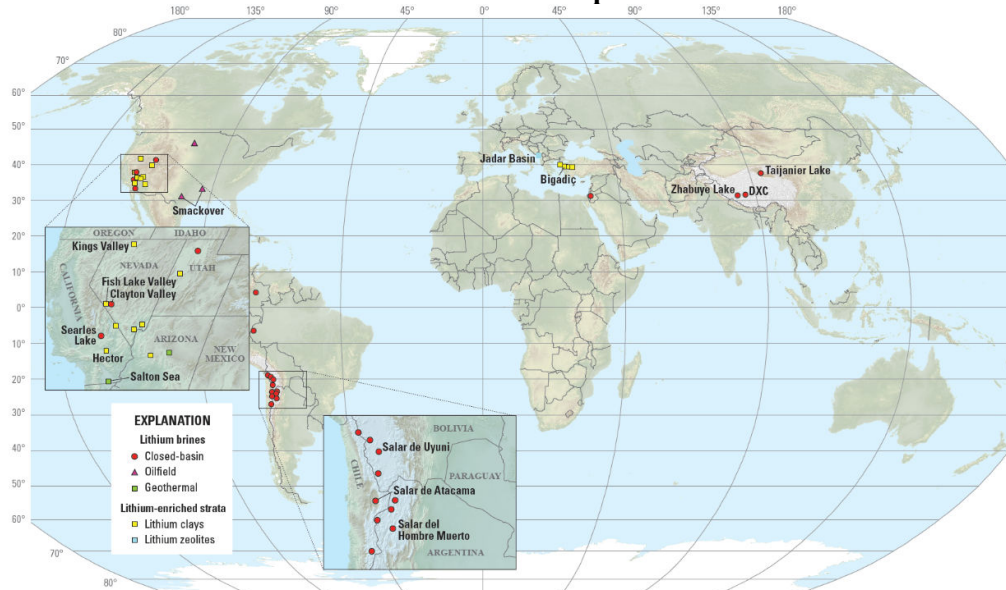 180°
135°
90°
0°
45°
90°
135°
180°
80°
70°
60°
50°
40°
30°
20°
10°
0°
10°
20°
30°
40°
50°
60°
70°
80°
Jadar Basin
Bigadiç
Taijanier Lake
Zhabuye Lake
DXC
Smackover
OREGON
IDAHO
Kings Valley
NEVADA
UTAH
CALIFORNIA
Fish Lake Valley
Clayton Valley
Searles
Lake
ARIZONA
NEW
MEXICO
Hector
Salton Sea
EXPLANATION
Lithium brines
Closed-basin
Oilfield
Geothermal
Lithium-enriched strata
Lithium clays
Lithium zeolites
BOLIVIA
Salar de Uyuni
PARAGUAY
CHILE
Salar de Atacama
Salar del
Hombre Muerto
ARGENTINA